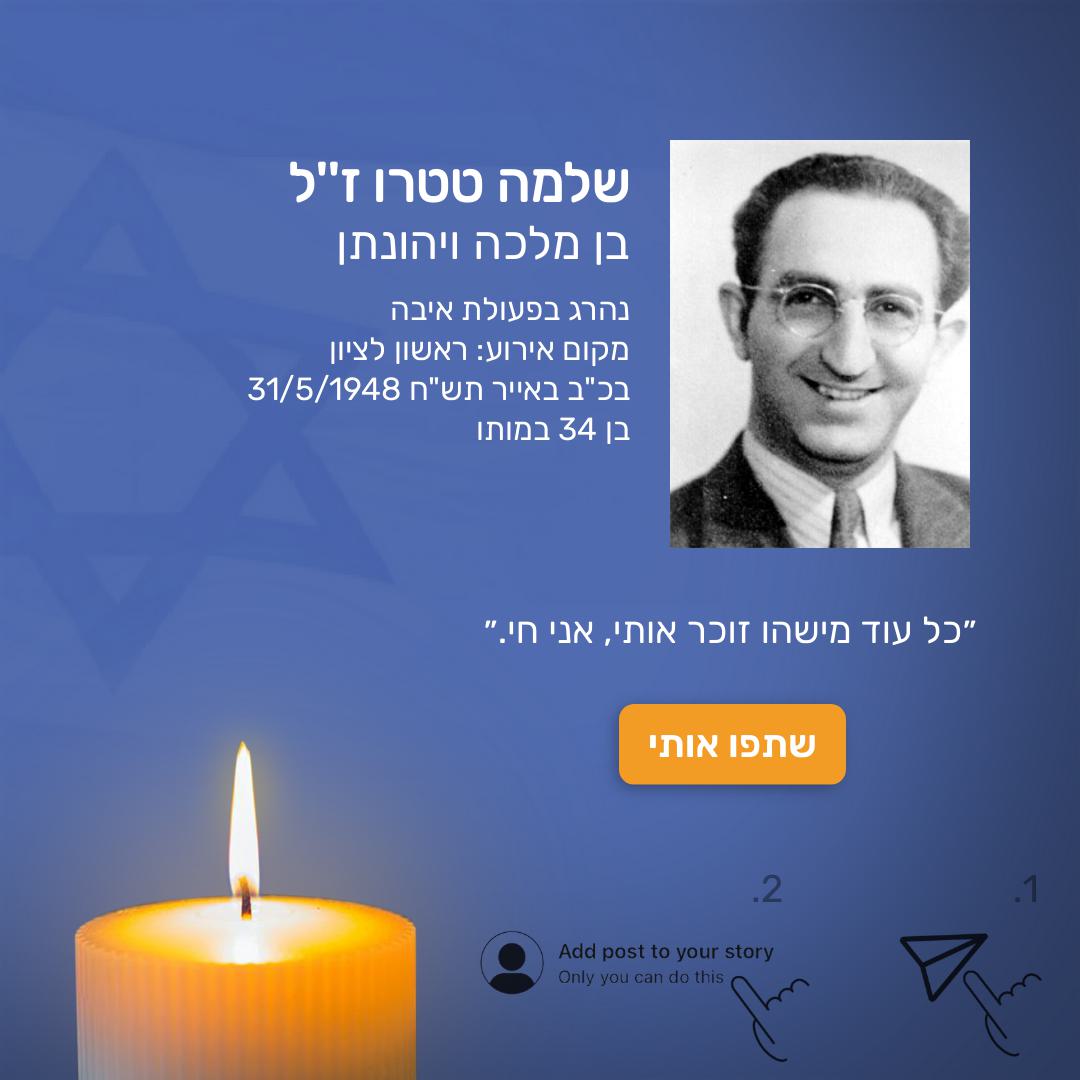 שלמה טטרו ז"ל
בן מלכה ויהונתן
נהרג בפעולת איבה
מקום אירוע: ראשון לציון
בכ"ב באייר תש"ח 31/5/1948
בן 34 במותו
״כל עוד מישהו זוכר אותי, אני חי.״
שתפו אותי
1.
2.
Add post to your story
Only you can do this